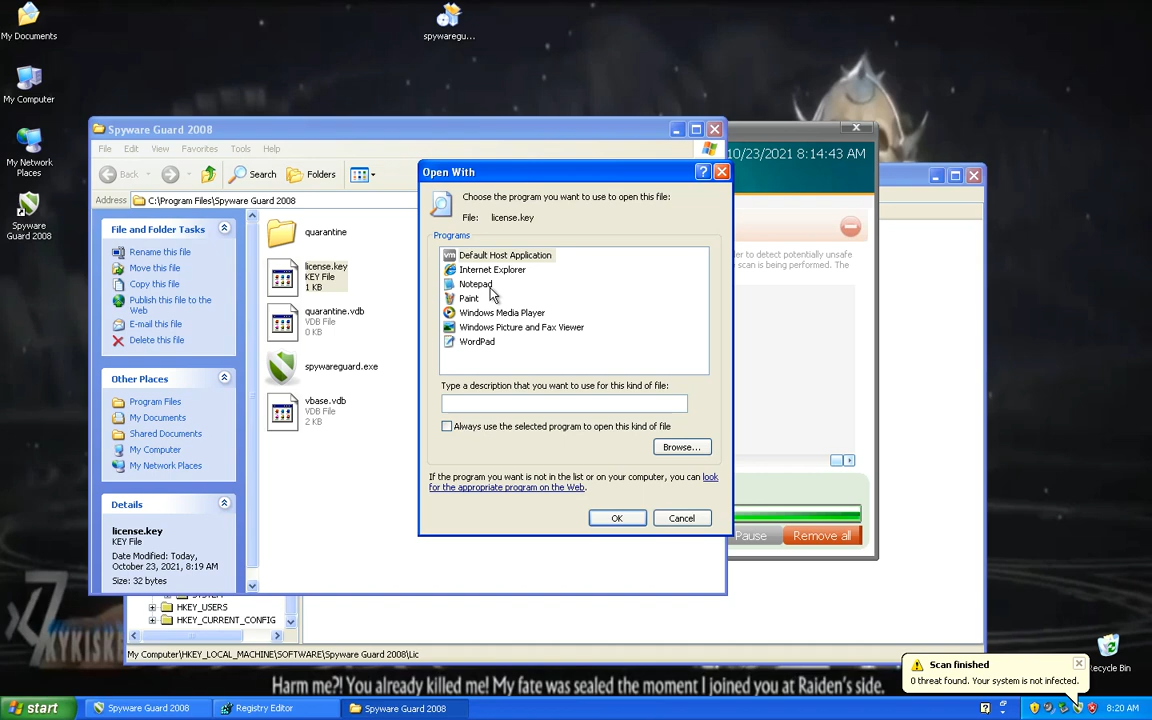 My Documents
spywaregu...
My Computer
My Network
Places
Spyware
Guard 2008
Spyware Guard 2008
File Edit View Favorites Tools Help
Back Search Folders
Address C:\Program Files\Spyware Guard 2008
File and Folder Tasks
Rename this file
Move this file
Copy this file
Publish this file to the
Web
E-mail this file
Delete this file
Other Places
Program Files
My Documents
Shared Documents
My Computer
My Network Places
Details
license.key
KEY File
Date Modified: Today,
October 23, 2021, 8:19 AM
Size: 32 bytes
quarantine
license.key
KEY File
1 KB
quarantine.vdb
VDB File
0 KB
spywareguard.exe
vbase.vdb
VDB File
2 KB
Open With
Choose the program you want to use to open this file:
File: license.key
Programs
Default Host Application
Internet Explorer
Notepad
Paint
Windows Media Player
Windows Picture and Fax Viewer
WordPad
Type a description that you want to use for this kind of file:
Always use the selected program to open this kind of file
Browse...
If the program you want is not in the list or on your computer, you can look
for the appropriate program on the Web.
OK Cancel
10/23/2021 8:14:43 AM
er to detect potentially unsafe
scan is being performed. The
Pause Remove all
HKEY_USERS
HKEY_CURRENT_CONFIG
My Computer\HKEY_LOCAL_MACHINE\SOFTWARE\Spyware Guard 2008\Lic
Scan finished
0 threat found. Your system is not infected.
ecycle Bin
Harm me?! You already killed me! My fate was sealed the moment I joined you at Raiden's side.
start Spyware Guard 2008 Registry Editor Spyware Guard 2008 8:20 AM